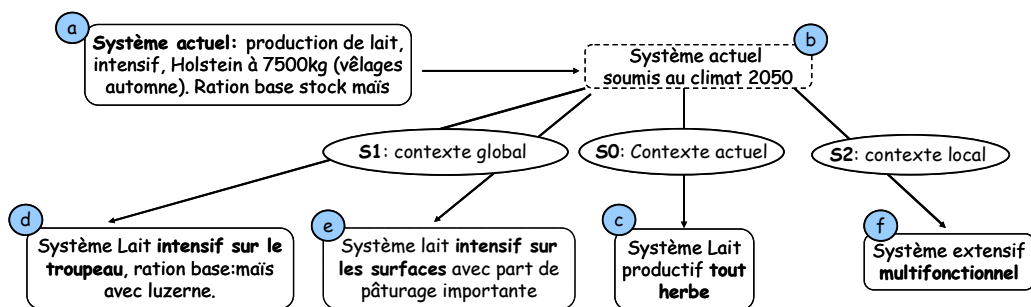 a
Système actuel: production de lait,
intensif, Holstein à 7500kg (vêlages
automne). Ration base stock maïs
b
Système actuel
soumis au climat 2050
S1: contexte global
S0: Contexte actuel
S2: contexte local
d
Système Lait intensif sur le
troupeau, ration base:maïs
avec luzerne.
e
Système lait intensif sur
les surfaces avec part de
pâturage importante
c
Système Lait
productif tout
herbe
f
Système extensif
multifonctionnel